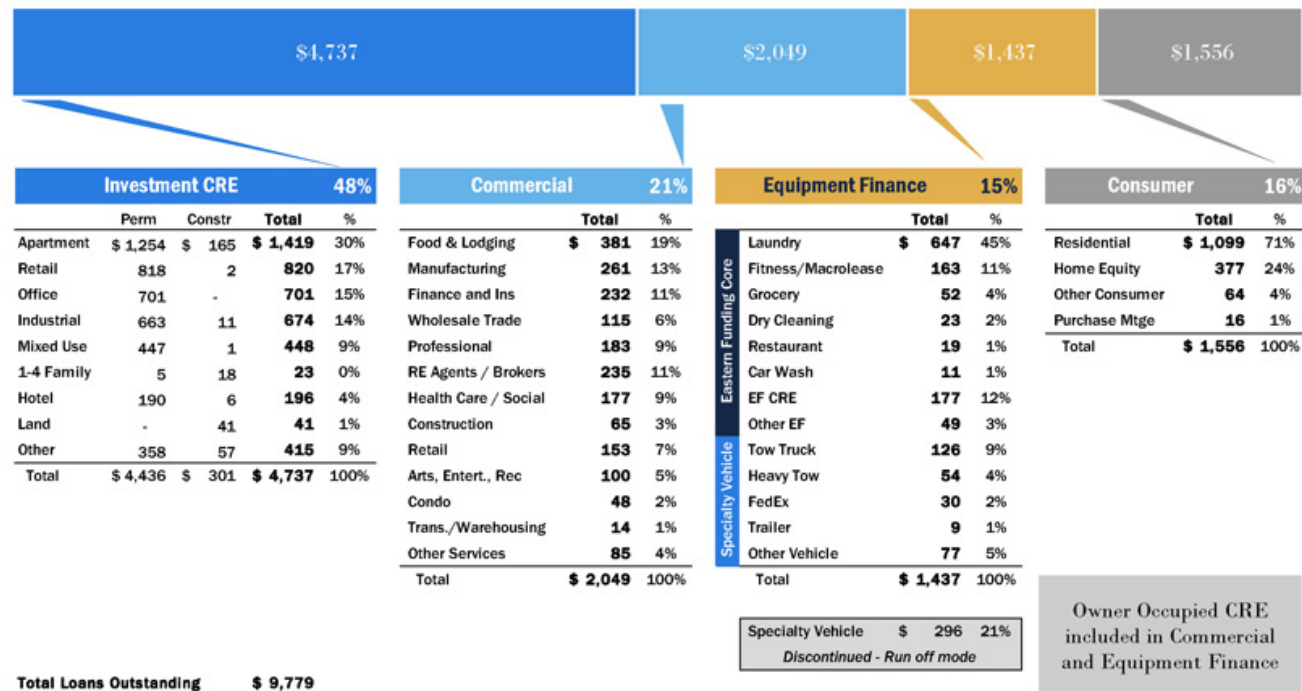 $4,737 $2,049 $1,437 $1,556
Investment CRE 48%
Perm Constr Total %
Apartment $ 1,254 $ 165 $ 1,419 30%
Retail 818 2 820 17%
Office 701 - 701 15%
Industrial 663 11 674 14%
Mixed Use 447 1 448 9%
1-4 Family 5 18 23 0%
Hotel 190 6 196 4%
Land - 41 41 1%
Other 358 57 415 9%
Total $ 4,436 $ 301 $ 4,737 100%
Commercial 21%
Total %
Food & Lodging $ 381 19%
Manufacturing 261 13%
Finance and Ins 232 11%
Wholesale Trade 115 6%
Professional 183 9%
RE Agents / Brokers 235 11%
Health Care / Social 177 9%
Construction 65 3%
Retail 153 7%
Arts, Entert., Rec 100 5%
Condo 48 2%
Trans./Warehousing 14 1%
Other Services 85 4%
Total $ 2,049 100%
Equipment Finance 15%
Total %
Eastern Funding Core
Laundry $ 647 45%
Fitness/Macrolease 163 11%
Grocery 52 4%
Dry Cleaning 23 2%
Restaurant 19 1%
Car Wash 11 1%
EF CRE 177 12%
Other EF 49 3%
Specialty Vehicle
Tow Truck 126 9%
Heavy Tow 54 4%
FedEx 30 2%
Trailer 9 1%
Other Vehicle 77 5%
Total $ 1,437 100%
Specialty Vehicle $ 296 21%
Discontinued - Run off mode
Consumer 16%
Total %
Residential $ 1,099 71%
Home Equity 377 24%
Other Consumer 64 4%
Purchase Mtge 16 1%
Total $ 1,556 100%
Owner Occupied CRE
included in Commercial
and Equipment Finance
Total Loans Outstanding $ 9,779